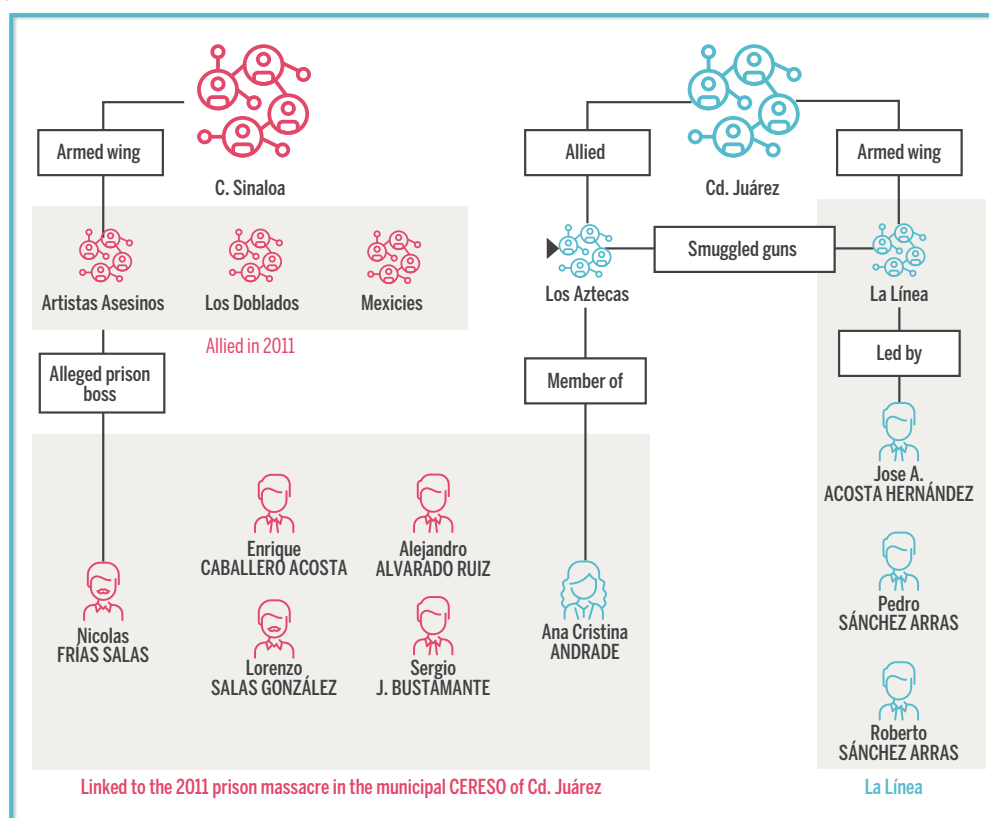 Armed wing
C. Sinaloa
Allied
Cd. Juárez
Armed wing
Artistas Asesinos
Los Doblados
Mexicies
Allied in 2011
Los Aztecas
Smuggled guns
La Línea
Alleged prison
boss
Member of
Led by
Jose A.
ACOSTA HERNÁNDEZ
Enrique
CABALLERO ACOSTA
Alejandro
ALVARADO RUIZ
Nicolas
FRÍAS SALAS
Lorenzo
SALAS GONZÁLEZ
Sergio
J. BUSTAMANTE
Ana Cristina
ANDRADE
Pedro
SÁNCHEZ ARRAS
Roberto
SÁNCHEZ ARRAS
Linked to the 2011 prison massacre in the municipal CERESO of Cd. Juárez
La Línea